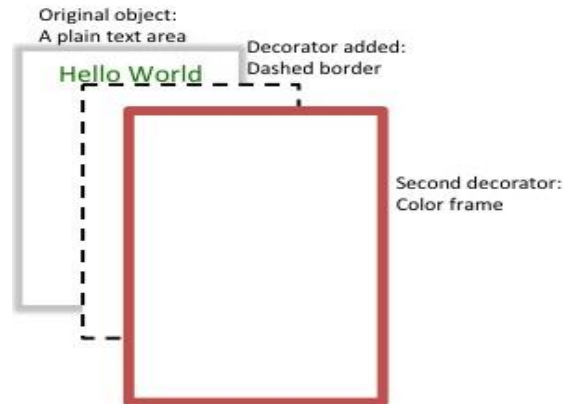 Original object:
A plain text area
Decorator added:
Dashed border
Hello World
Second decorator:
Color frame